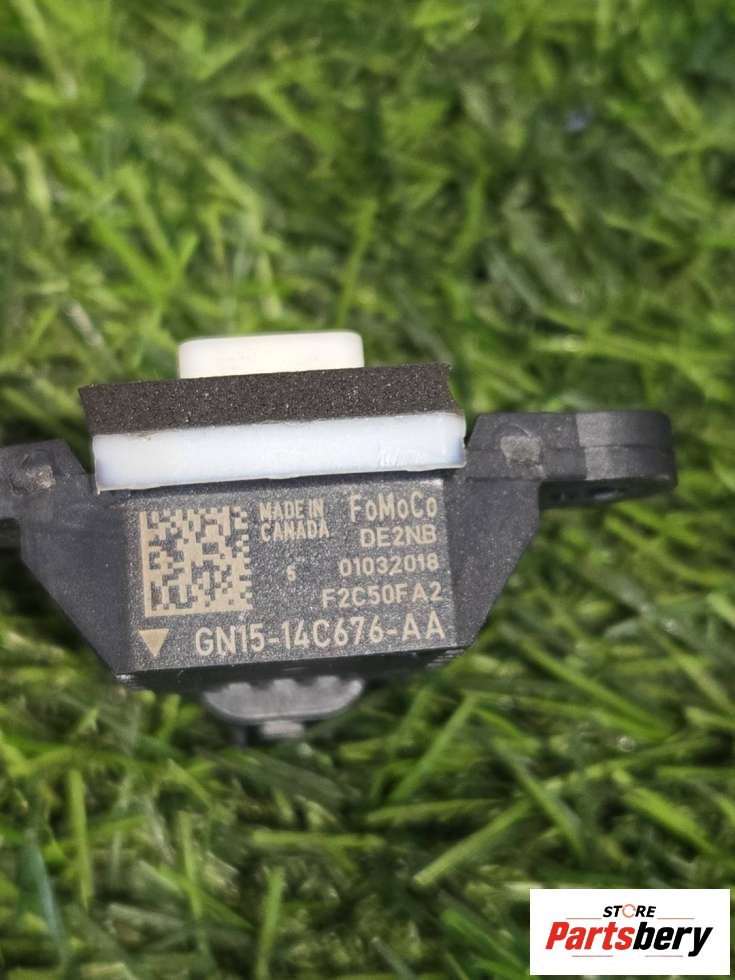 MADE IN
CANADA
FoMoCo
DE2NB
6 01032018
F2C50FA2
GN15-14C676-AA
STORE
Partsbery